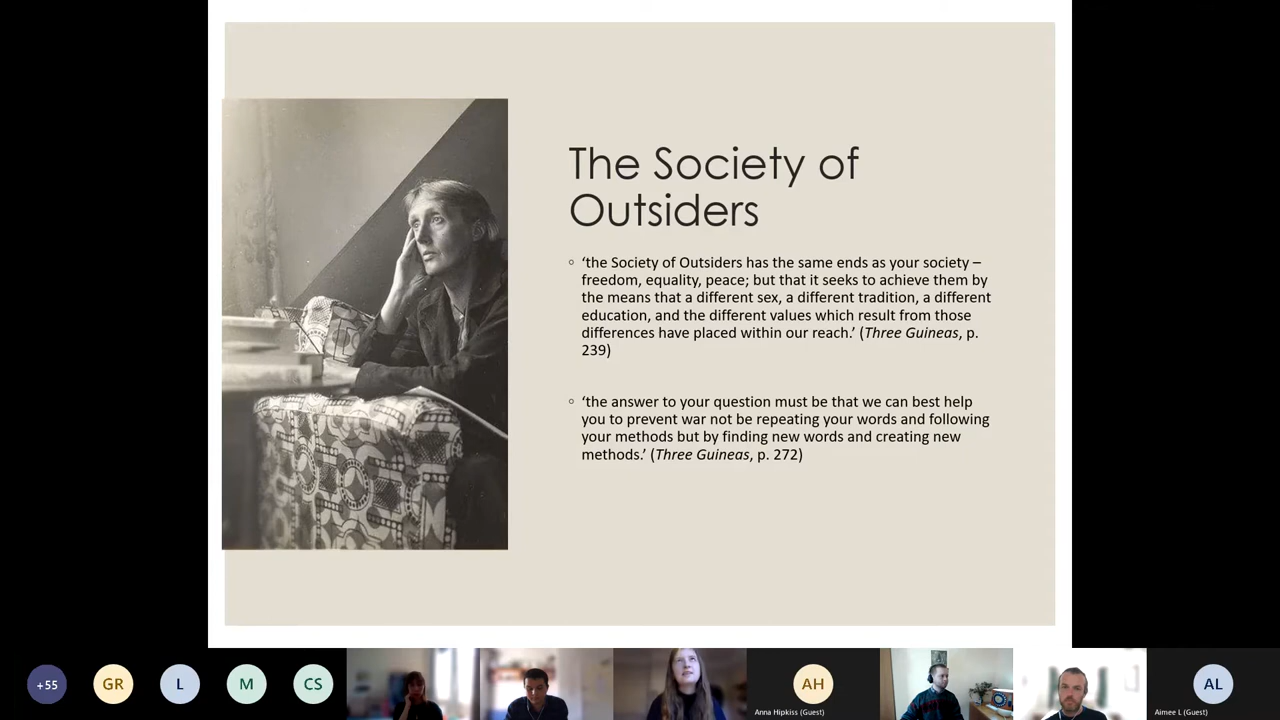 The Society of
Outsiders
◦ ‘the Society of Outsiders has the same ends as your society –
freedom, equality, peace; but that it seeks to achieve them by
the means that a different sex, a different tradition, a different
education, and the different values which result from those
differences have placed within our reach.’ (Three Guineas, p.
239)
◦ ‘the answer to your question must be that we can best help
you to prevent war not be repeating your words and following
your methods but by finding new words and creating new
methods.’ (Three Guineas, p. 272)
+55
GR
L
M
CS
AH
Anna Hipkiss (Guest)
AL
Aimee L (Guest)